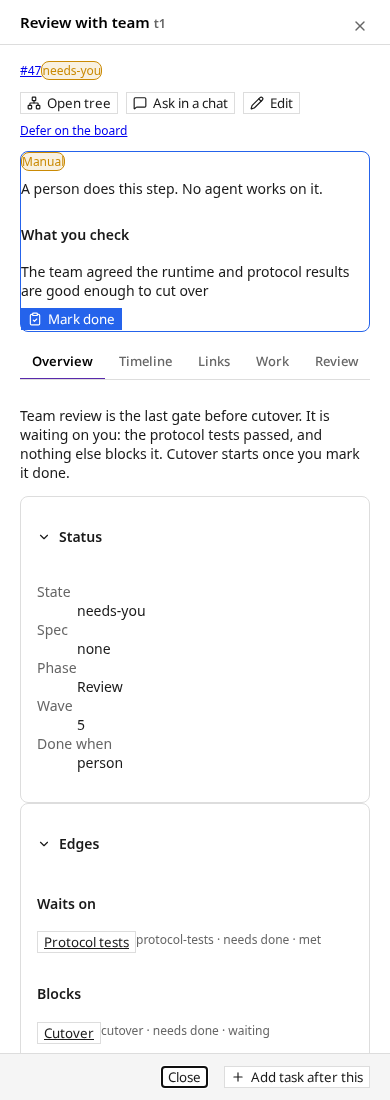 Review with team t1
#47 needs-you
Open tree Ask in a chat Edit
Defer on the board
Manual
A person does this step. No agent works on it.
What you check
The team agreed the runtime and protocol results
are good enough to cut over
Mark done
Overview Timeline Links Work Review
Team review is the last gate before cutover. It is
waiting on you: the protocol tests passed, and
nothing else blocks it. Cutover starts once you mark
it done.
Status
State
needs-you
Spec
none
Phase
Review
Wave
5
Done when
person
Edges
Waits on
Protocol tests protocol-tests · needs done · met
Blocks
Cutover cutover · needs done · waiting
Close Add task after this